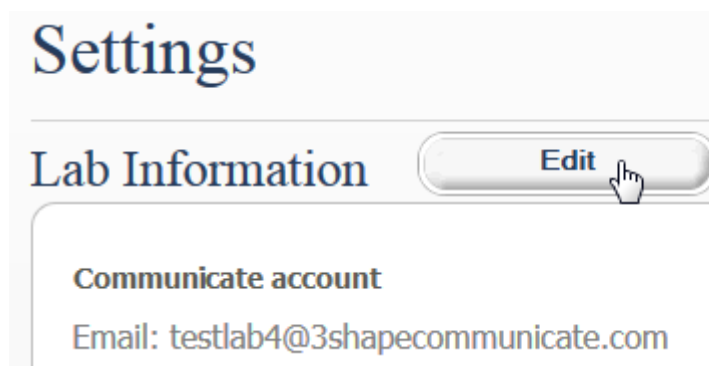 Settings
Lab Information Edit
Communicate account
Email: testlab4@3shapecommunicate.com